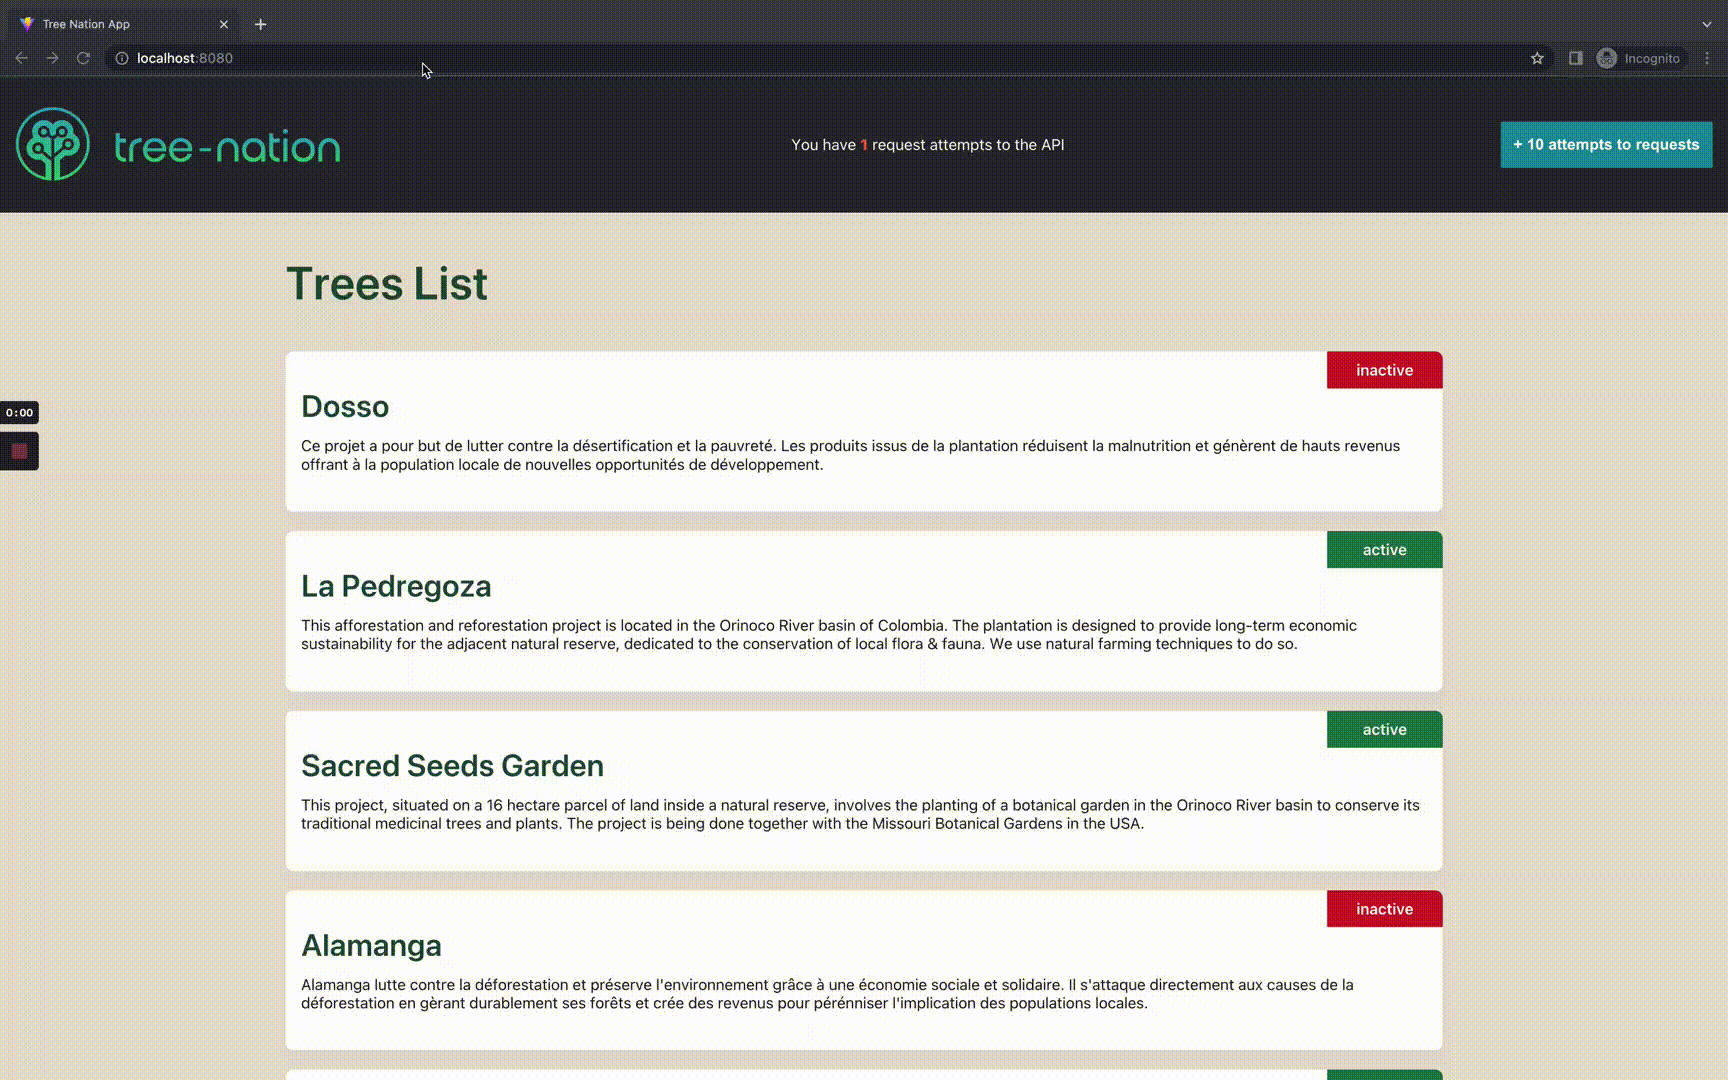 Tree Nation App
localhost:8080
Incognito
tree-nation
You have 1 request attempts to the API
+ 10 attempts to requests
Trees List
inactive
Dosso
Ce projet a pour but de lutter contre la désertification et la pauvreté. Les produits issus de la plantation réduisent la malnutrition et génèrent de hauts revenus
offrant à la population locale de nouvelles opportunités de développement.
0:00
active
La Pedregoza
This afforestation and reforestation project is located in the Orinoco River basin of Colombia. The plantation is designed to provide long-term economic
sustainability for the adjacent natural reserve, dedicated to the conservation of local flora & fauna. We use natural farming techniques to do so.
active
Sacred Seeds Garden
This project, situated on a 16 hectare parcel of land inside a natural reserve, involves the planting of a botanical garden in the Orinoco River basin to conserve its
traditional medicinal trees and plants. The project is being done together with the Missouri Botanical Gardens in the USA.
inactive
Alamanga
Alamanga lutte contre la déforestation et préserve l'environnement grâce à une économie sociale et solidaire. Il s'attaque directement aux causes de la
déforestation en gèrant durablement ses forêts et crée des revenus pour pérénniser l'implication des populations locales.